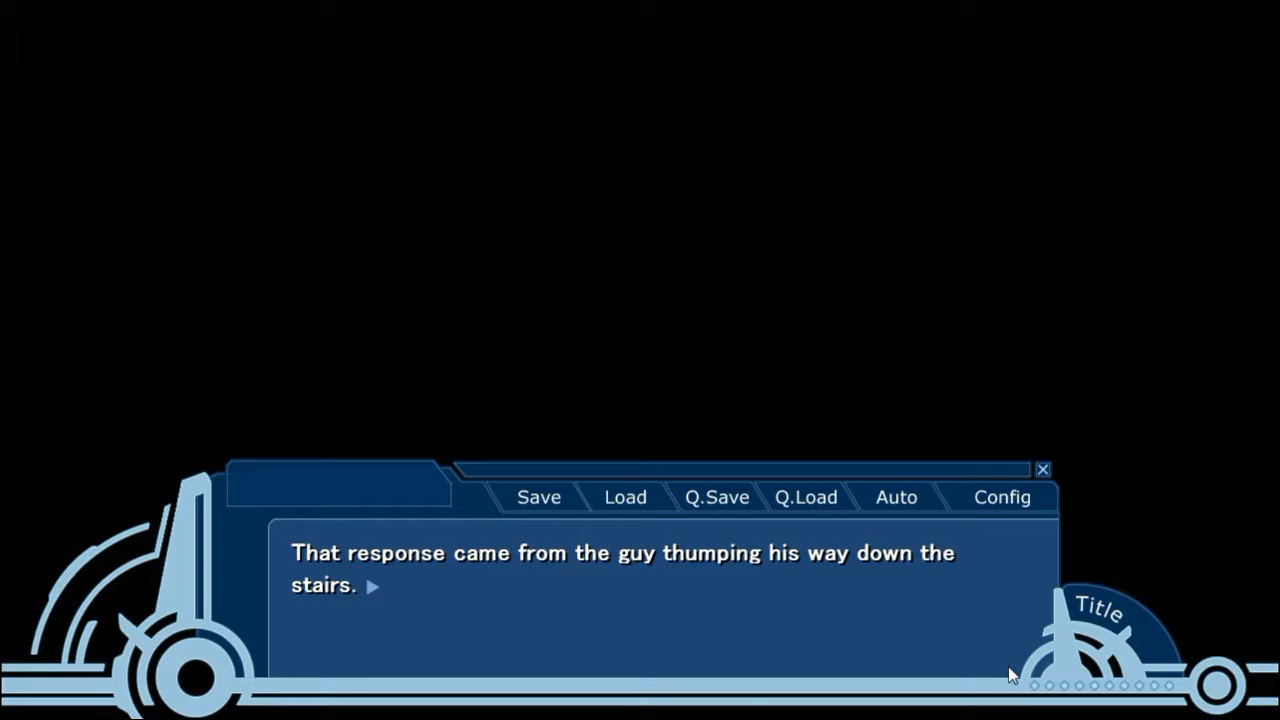 Save Load Q.Save Q.Load Auto Config
That response came from the guy thumping his way down the
stairs.
Title